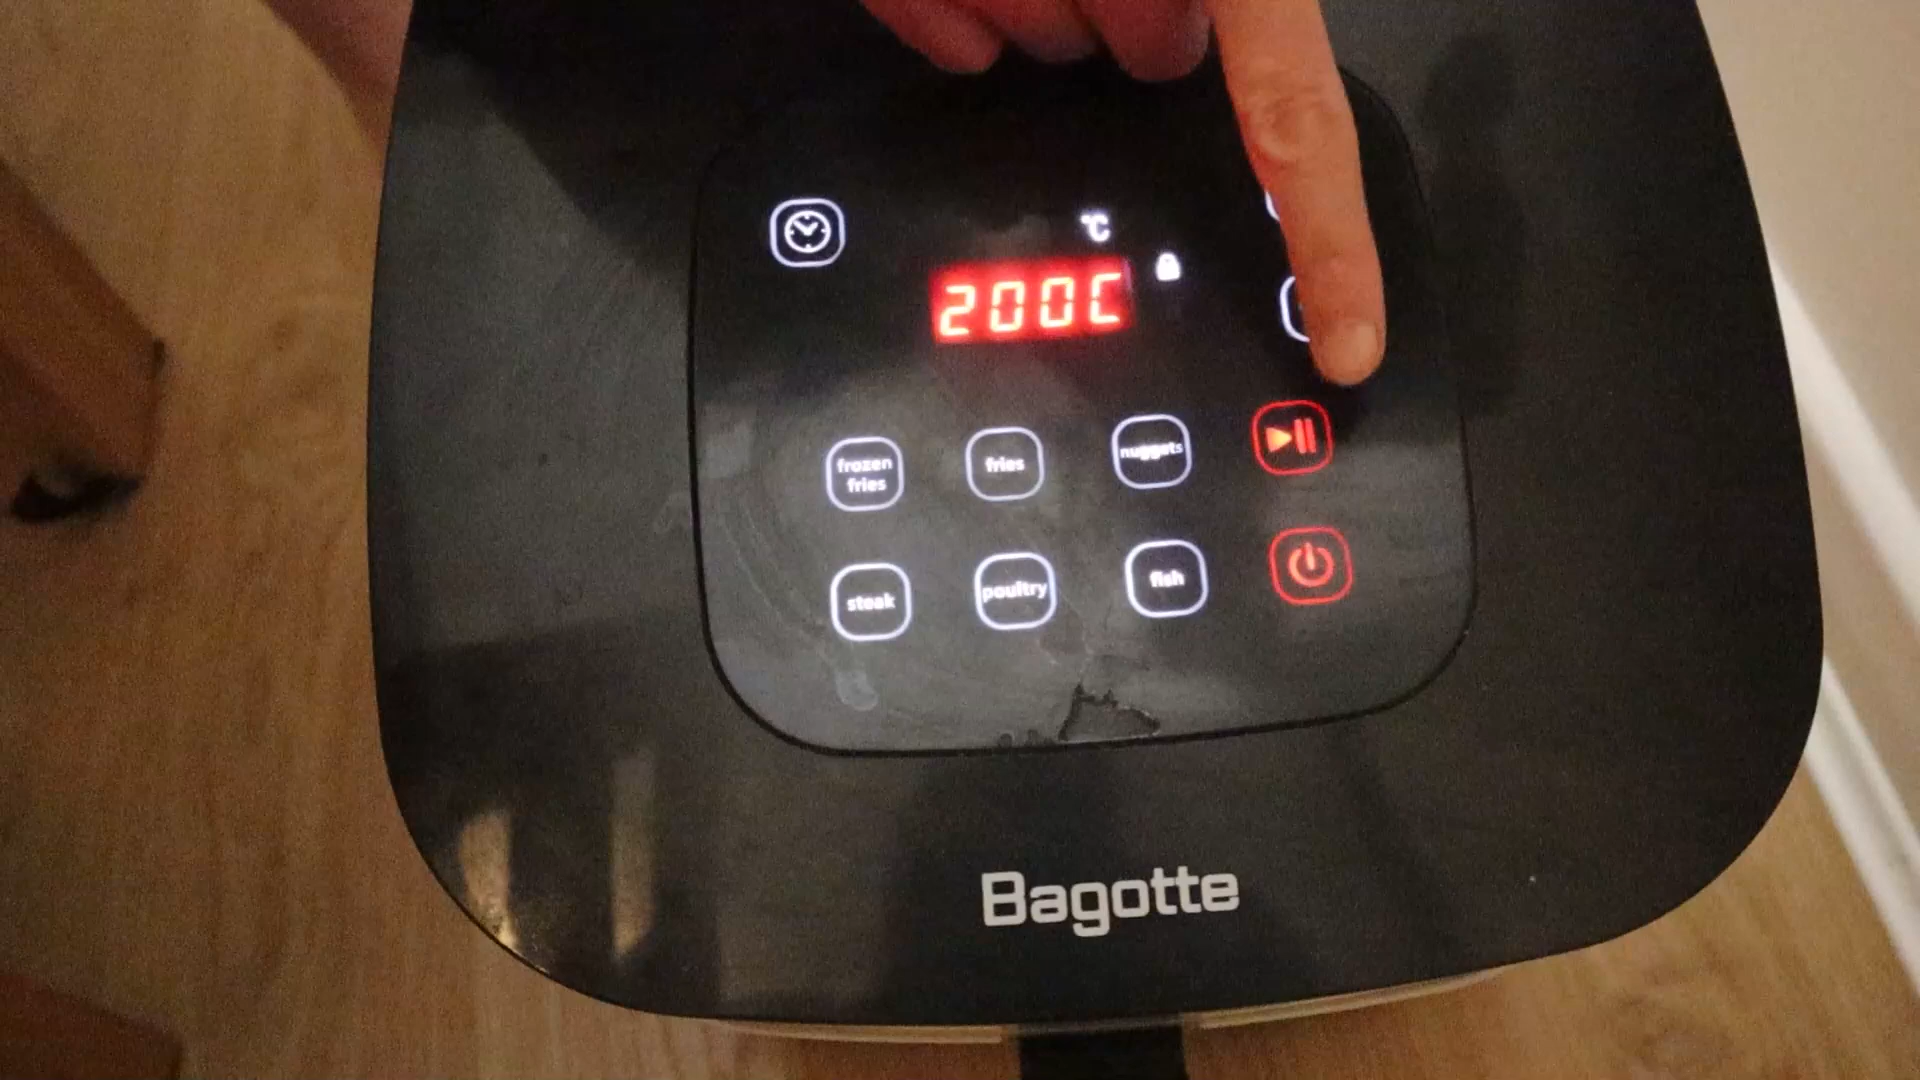 ℃
200C
frozen
fries
fries
nuggets
steak
poultry
fish
Bagotte